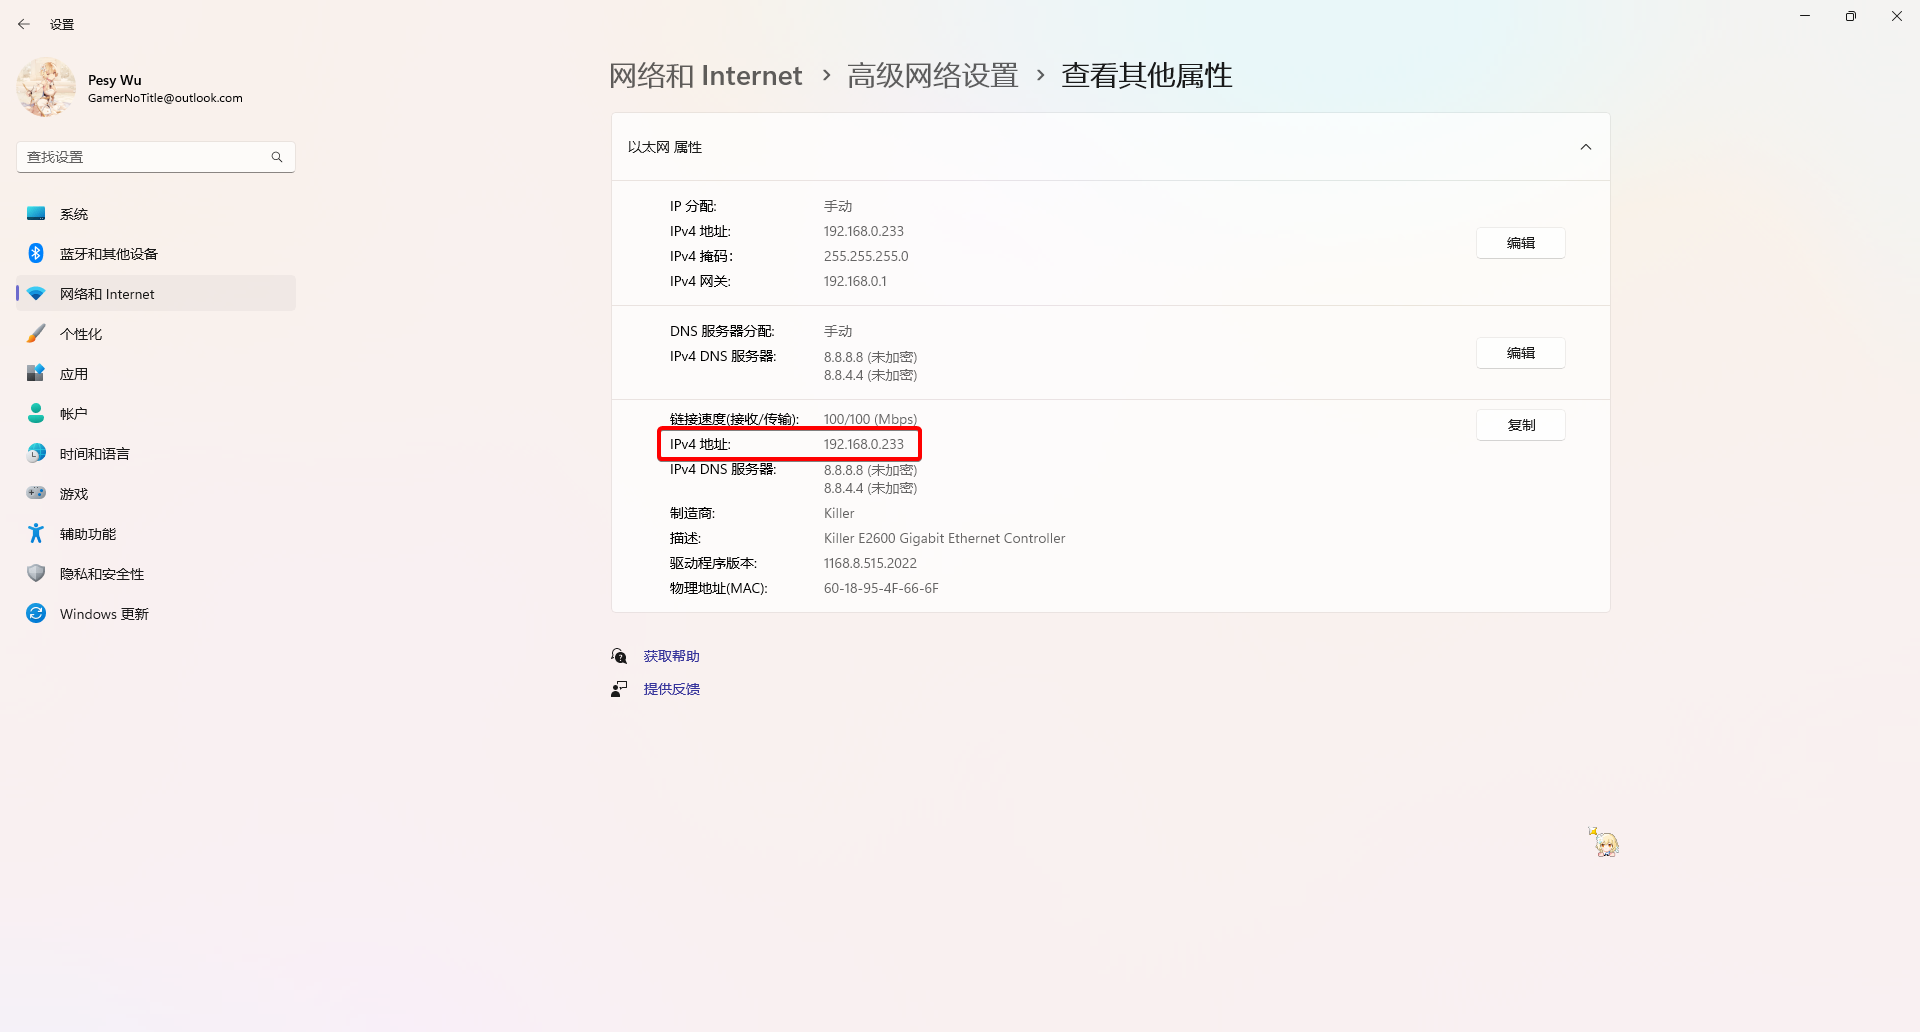 设置
Pesy Wu
GamerNoTitle@outlook.com
查找设置
系统
蓝牙和其他设备
网络和 Internet
个性化
应用
帐户
时间和语言
游戏
辅助功能
隐私和安全性
Windows 更新
网络和 Internet › 高级网络设置 › 查看其他属性
以太网 属性
IP 分配: 手动
IPv4 地址: 192.168.0.233
IPv4 掩码: 255.255.255.0
IPv4 网关: 192.168.0.1
编辑
DNS 服务器分配: 手动
IPv4 DNS 服务器: 8.8.8.8 (未加密)
8.8.4.4 (未加密)
编辑
链接速度(接收/传输): 100/100 (Mbps)
IPv4 地址: 192.168.0.233
IPv4 DNS 服务器: 8.8.8.8 (未加密)
8.8.4.4 (未加密)
制造商: Killer
描述: Killer E2600 Gigabit Ethernet Controller
驱动程序版本: 1168.8.515.2022
物理地址(MAC): 60-18-95-4F-66-6F
复制
获取帮助
提供反馈